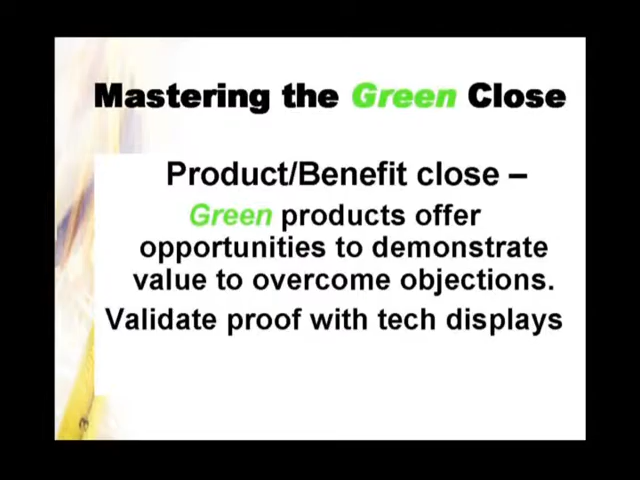 Mastering the Green Close
Product/Benefit close –
Green products offer
opportunities to demonstrate
value to overcome objections.
Validate proof with tech displays